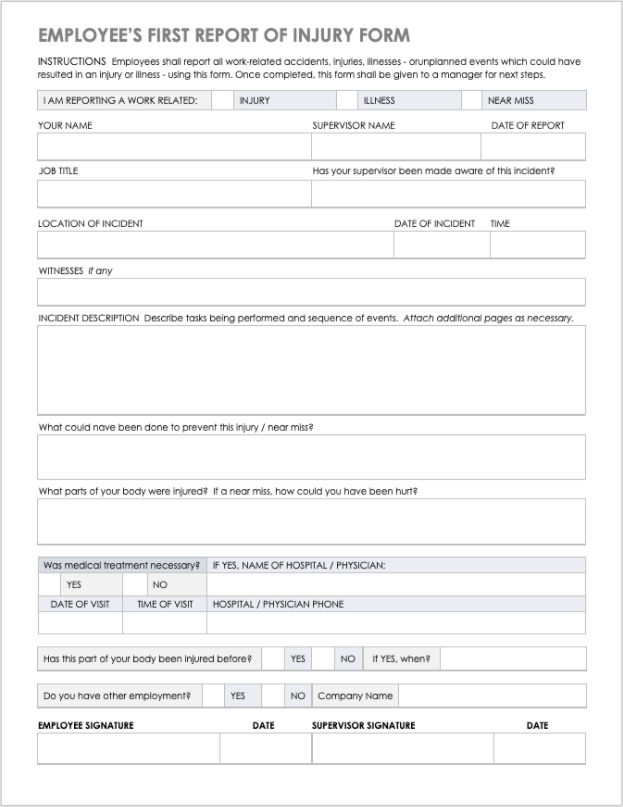 EMPLOYEE'S FIRST REPORT OF INJURY FORM
INSTRUCTIONS Employees shall report all work-related accidents, injuries, illnesses - orunplanned events which could have
resulted in an injury or illness - using this form. Once completed, this form shall be given to a manager for next steps.
I AM REPORTING A WORK RELATED: INJURY ILLNESS NEAR MISS
YOUR NAME SUPERVISOR NAME DATE OF REPORT
JOB TITLE Has your supervisor been made aware of this incident?
LOCATION OF INCIDENT DATE OF INCIDENT TIME
WITNESSES if any
INCIDENT DESCRIPTION Describe tasks being performed and sequence of events. Attach additional pages as necessary.
What could nave been done to prevent this injury / near miss?
What parts of your body were injured? If a near miss, how could you have been hurt?
Was medical treatment necessary? IF YES, NAME OF HOSPITAL / PHYSICIAN:
YES NO
DATE OF VISIT TIME OF VISIT HOSPITAL / PHYSICIAN PHONE
Has this part of your body been injured before? YES NO If YES, when?
Do you have other employment? YES NO Company Name
EMPLOYEE SIGNATURE DATE SUPERVISOR SIGNATURE DATE